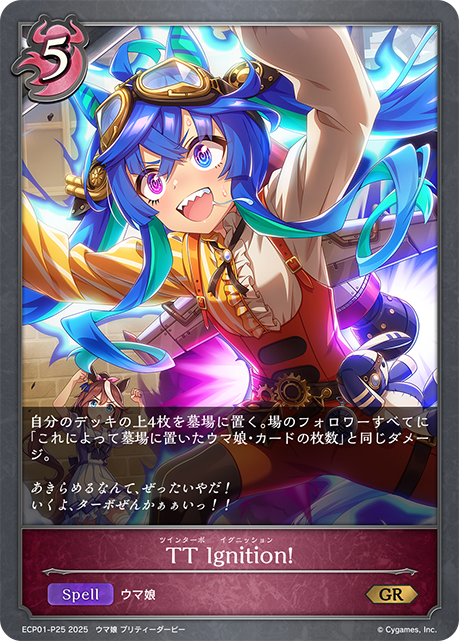 5
自分のデッキの上4枚を墓場に置く。場のフォロワーすべてに
「これによって墓場に置いたウマ娘・カードの枚数」と同じダメー
ジ。
あきらめるなんて、ぜったいやだ!
いくよ、ターボぜんかぁぁいっ!!
ツインターボ イグニッション
TT Ignition!
Spell ウマ娘 GR
ECP01-P25 2025 ウマ娘 プリティーダービー © Cygames, Inc.